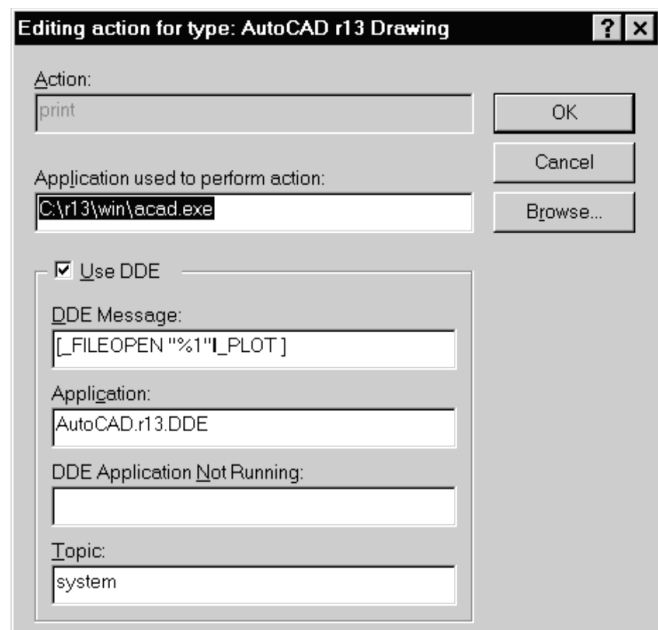 Editing action for type: AutoCAD r13 Drawing ? ×
Action:
print
OK
Cancel
Application used to perform action:
C:\r13\win\acad.exe
Browse...
Use DDE
DDE Message:
[_FILEOPEN "%1"I_PLOT ]
Application:
AutoCAD.r13.DDE
DDE Application Not Running:
Topic:
system